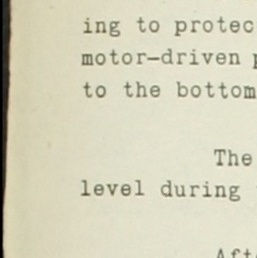 ing to protec
motor-driven
to the bottom
The
level during